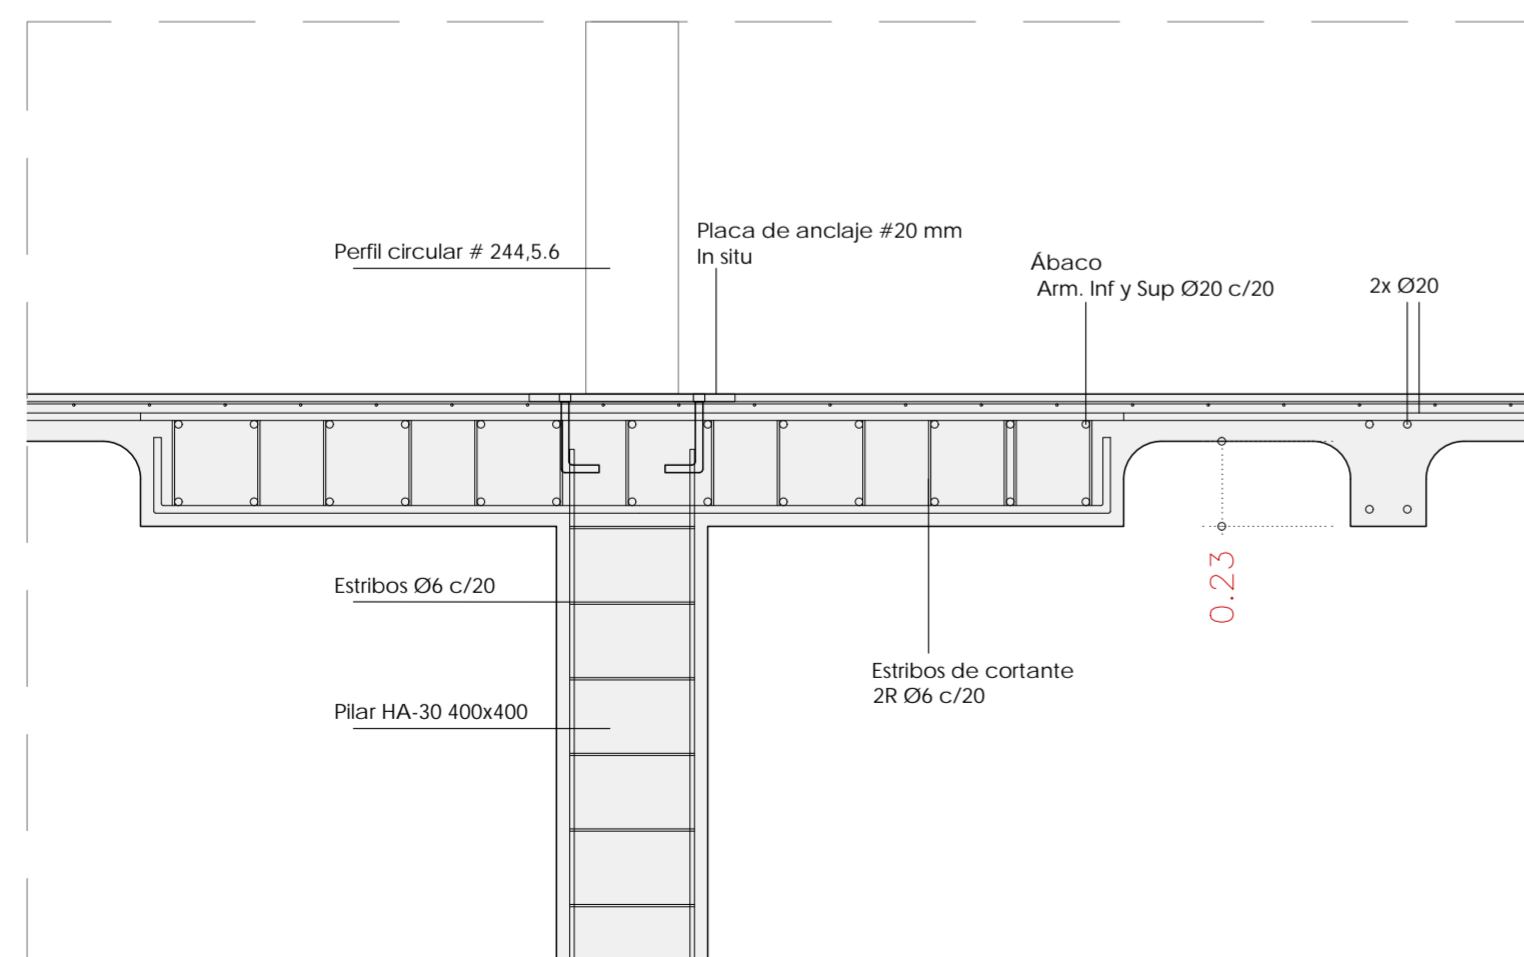 Perfil circular # 244,5.6
Placa de anclaje #20 mm
In situ
Ábaco
Arm. Inf y Sup Ø20 c/20
2x Ø20
0.23
Estribos Ø6 c/20
Estribos de cortante
2R Ø6 c/20
Pilar HA-30 400x400